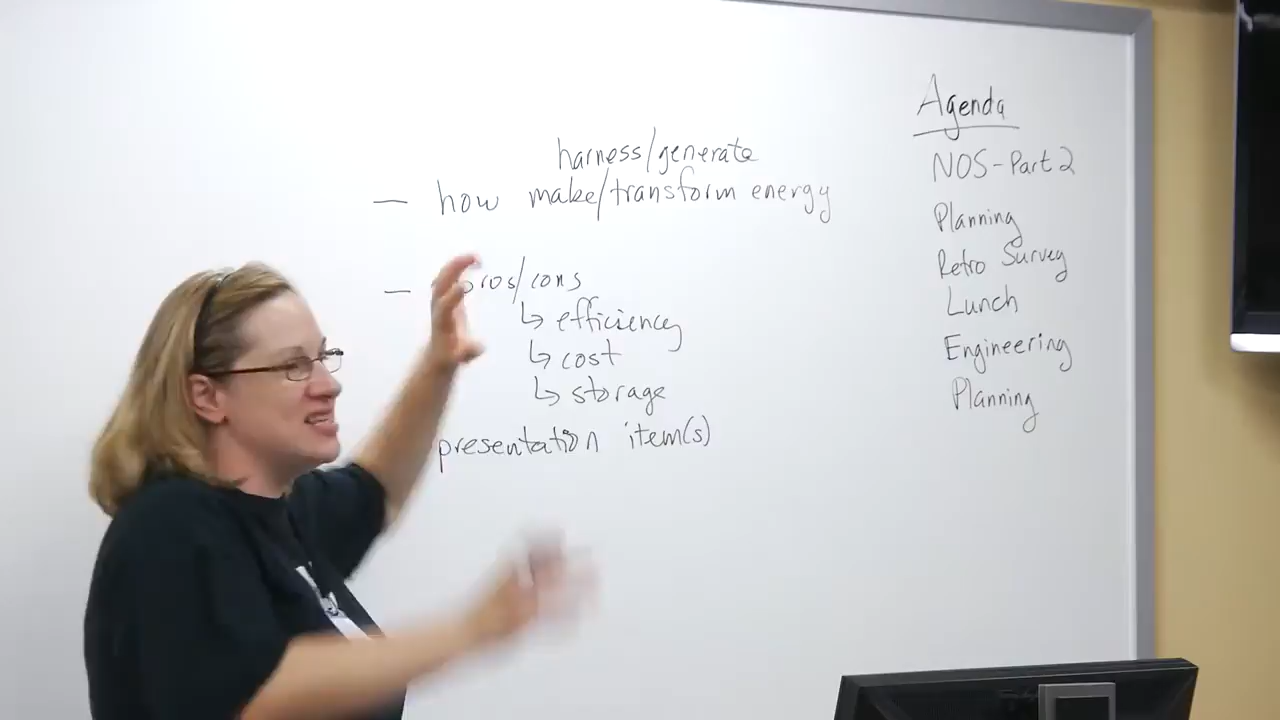 harness/generate
— how make/transform energy
— pros/cons
↳ efficiency
↳ cost
↳ storage
presentation item(s)
Agenda
NOS-Part 2
Planning
Retro Survey
Lunch
Engineering
Planning